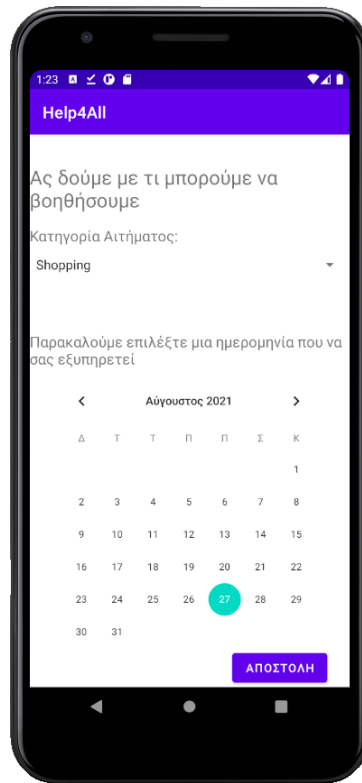 1:23
Help4All
Ας δούμε με τι μπορούμε να
βοηθήσουμε
Κατηγορία Αιτήματος:
Shopping
Παρακαλούμε επιλέξτε μια ημερομηνία που να
σας εξυπηρετεί
Αύγουστος 2021
Δ Τ Τ Π Π Σ Κ
1
2 3 4 5 6 7 8
9 10 11 12 13 14 15
16 17 18 19 20 21 22
23 24 25 26 27 28 29
30 31
ΑΠΟΣΤΟΛΗ